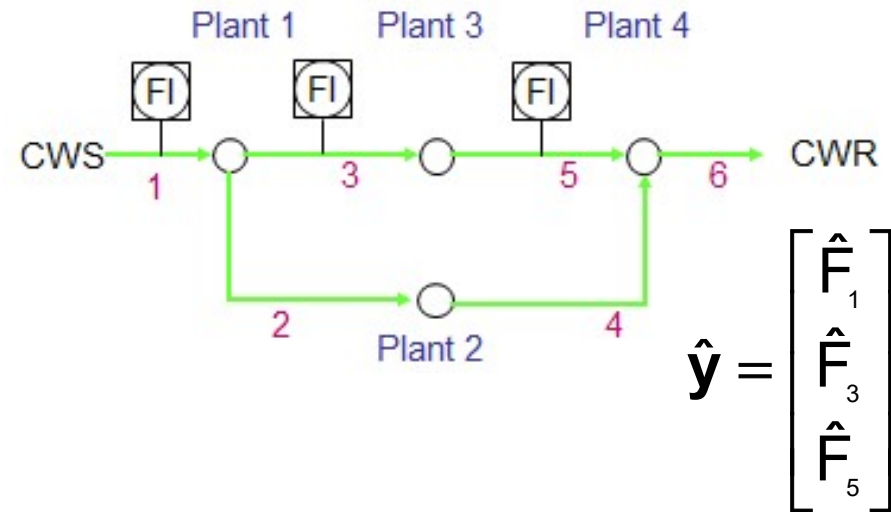 Plant 1 Plant 3 Plant 4
FI FI FI
CWS CWR
1 3 5 6
2 4
Plant 2
ŷ = [F̂₁
F̂₃
F̂₅]